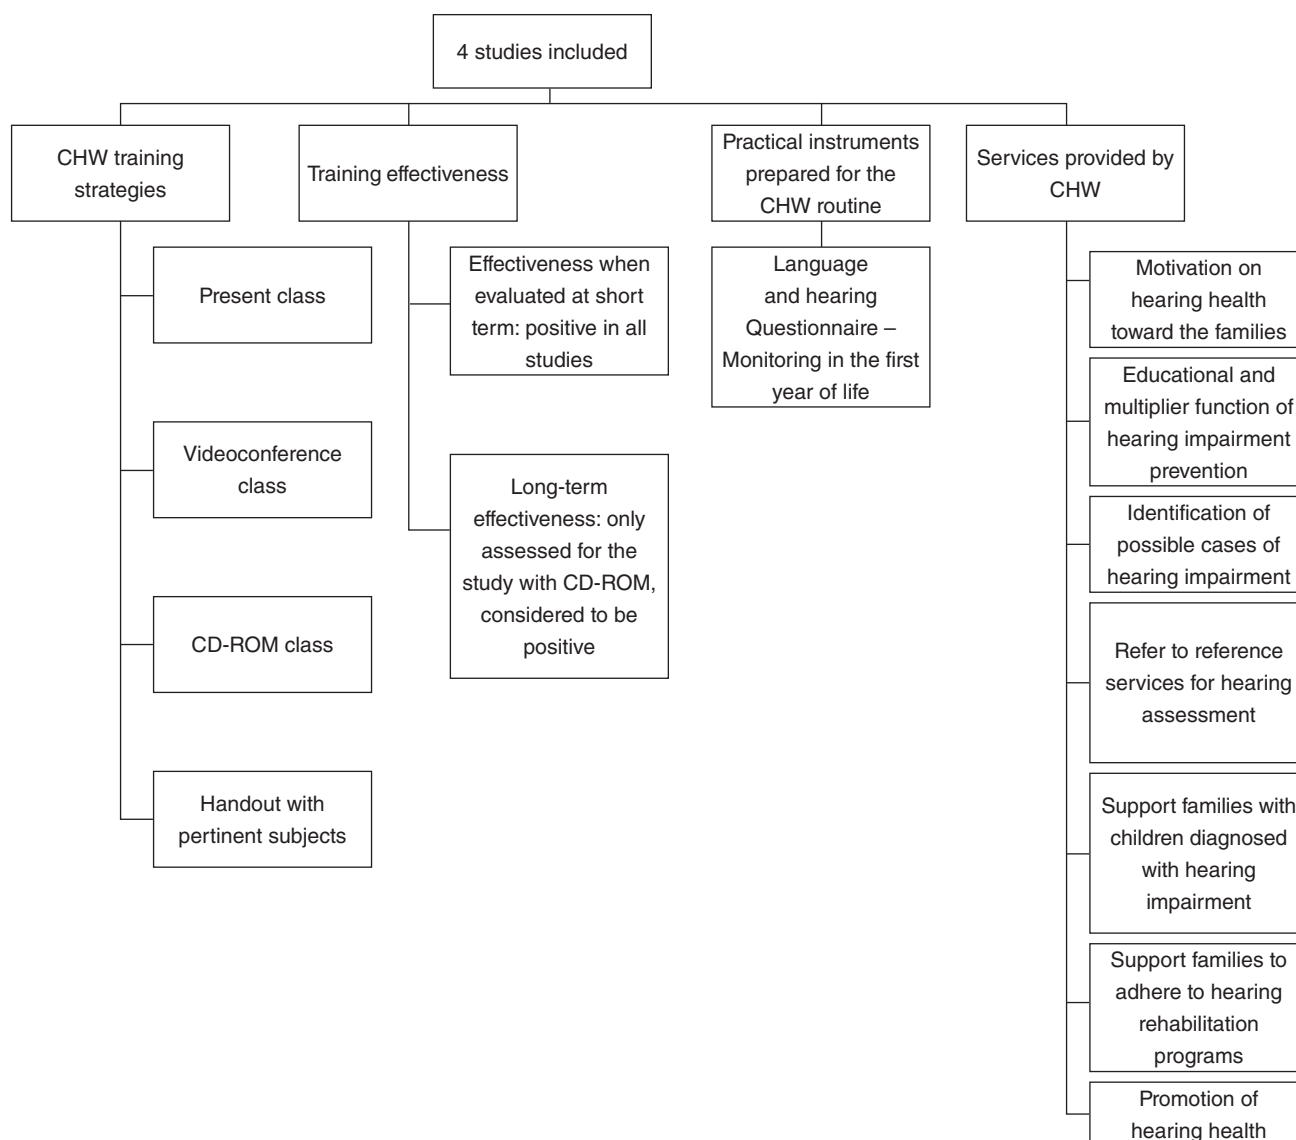 4 studies included
CHW training
strategies
Present class
Videoconference
class
CD-ROM class
Handout with
pertinent subjects
Training effectiveness
Effectiveness when
evaluated at short
term: positive in all
studies
Long-term
effectiveness: only
assessed for the
study with CD-ROM,
considered to be
positive
Practical instruments
prepared for the
CHW routine
Language
and hearing
Questionnaire –
Monitoring in the first
year of life
Services provided by
CHW
Motivation on
hearing health
toward the families
Educational and
multiplier function of
hearing impairment
prevention
Identification of
possible cases of
hearing impairment
Refer to reference
services for hearing
assessment
Support families with
children diagnosed
with hearing
impairment
Support families to
adhere to hearing
rehabilitation
programs
Promotion of
hearing health